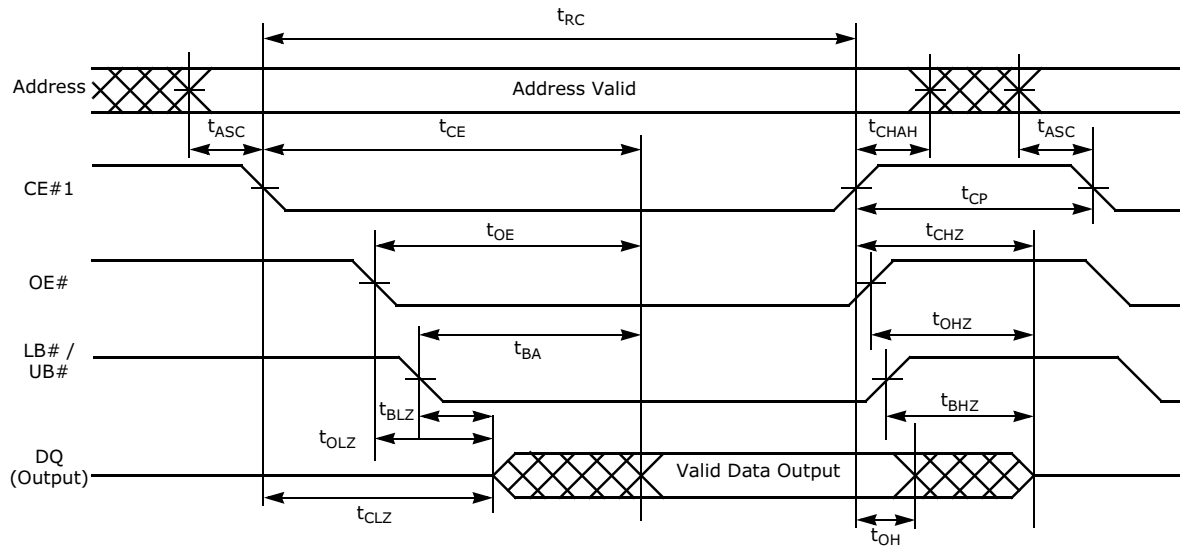 tRC
Address
Address Valid
tASC
tCE
tCHAH
tASC
CE#1
tCP
tOE
tCHZ
OE#
tOHZ
LB# /
UB#
tBA
tBLZ
tBHZ
tOLZ
DQ
(Output)
Valid Data Output
tCLZ
tOH